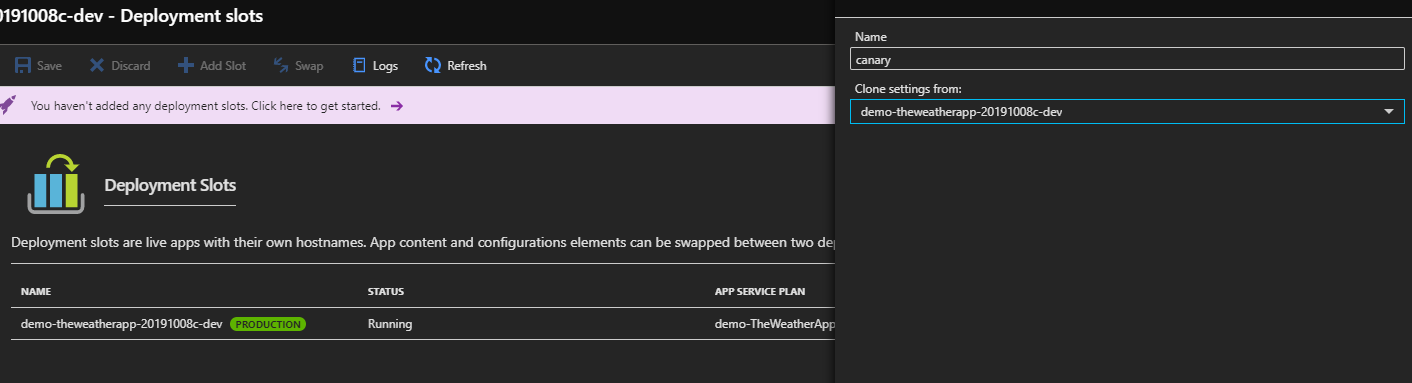 0191008c-dev - Deployment slots
Save Discard Add Slot Swap Logs Refresh
You haven't added any deployment slots. Click here to get started.
Deployment Slots
Deployment slots are live apps with their own hostnames. App content and configurations elements can be swapped between two
NAME STATUS APP SERVICE PLAN
demo-theweatherapp-20191008c-dev PRODUCTION Running demo-TheWeatherApp
Name
canary
Clone settings from:
demo-theweatherapp-20191008c-dev